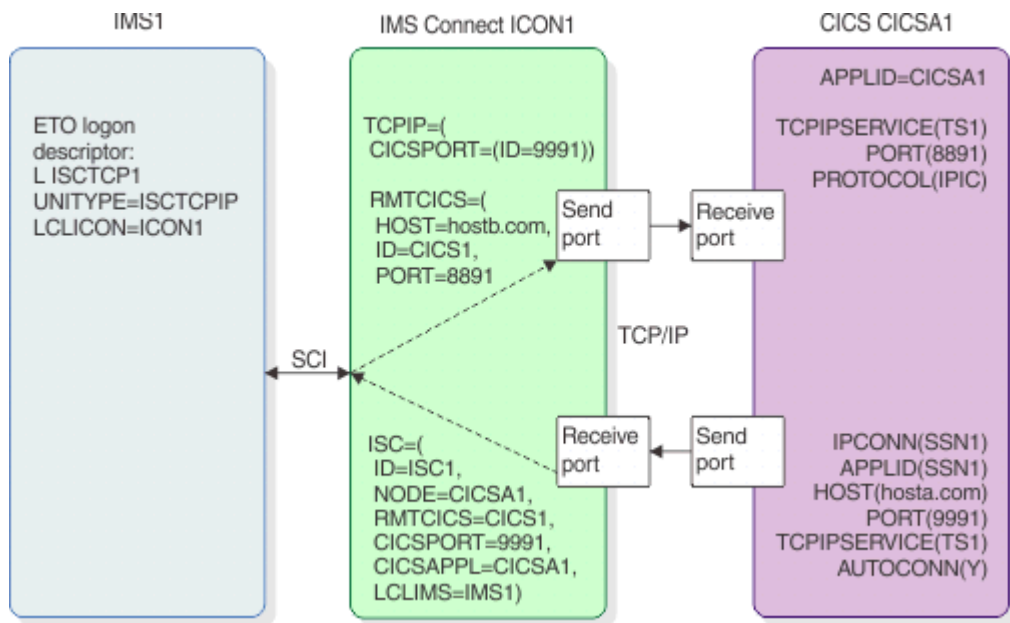 IMS1
IMS Connect ICON1
CICS CICSA1
ETO logon
descriptor:
L ISCTCP1
UNITYPE=ISCTCPIP
LCLICON=ICON1
SCI
TCPIP=(
CICSPORT=(ID=9991))
RMTCICS=(
HOST=hostb.com,
ID=CICS1,
PORT=8891
Send
port
Receive
port
TCP/IP
ISC=(
ID=ISC1,
NODE=CICSA1,
RMTCICS=CICS1,
CICSPORT=9991,
CICSAPPL=CICSA1,
LCLIMS=IMS1)
Receive
port
Send
port
APPLID=CICSA1
TCPIPSERVICE(TS1)
PORT(8891)
PROTOCOL(IPIC)
IPCONN(SSN1)
APPLID(SSN1)
HOST(hosta.com)
PORT(9991)
TCPIPSERVICE(TS1)
AUTOCONN(Y)